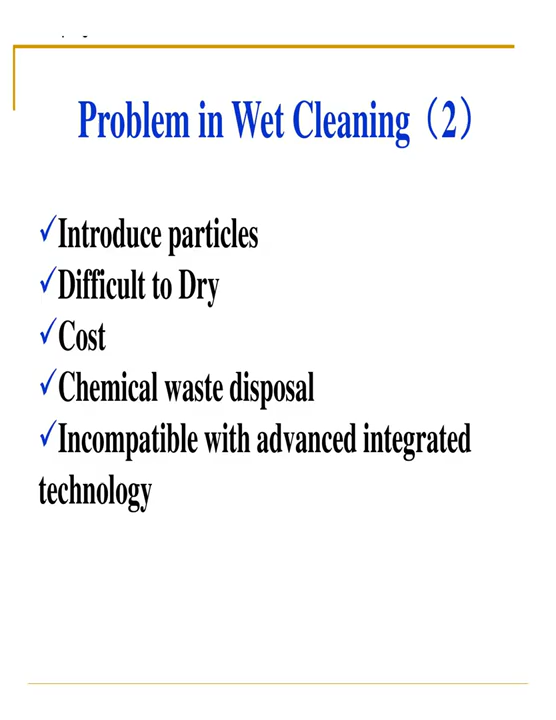 Problem in Wet Cleaning（2）
✓Introduce particles
✓Difficult to Dry
✓Cost
✓Chemical waste disposal
✓Incompatible with advanced integrated
technology